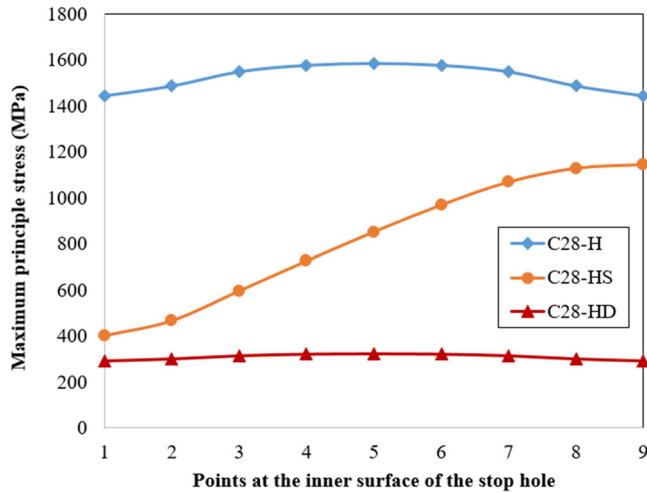 1800
1600
1400
1200
1000
800
600
400
200
0
Maximum principle stress (MPa)
C28-H
C28-HS
C28-HD
1 2 3 4 5 6 7 8 9
Points at the inner surface of the stop hole